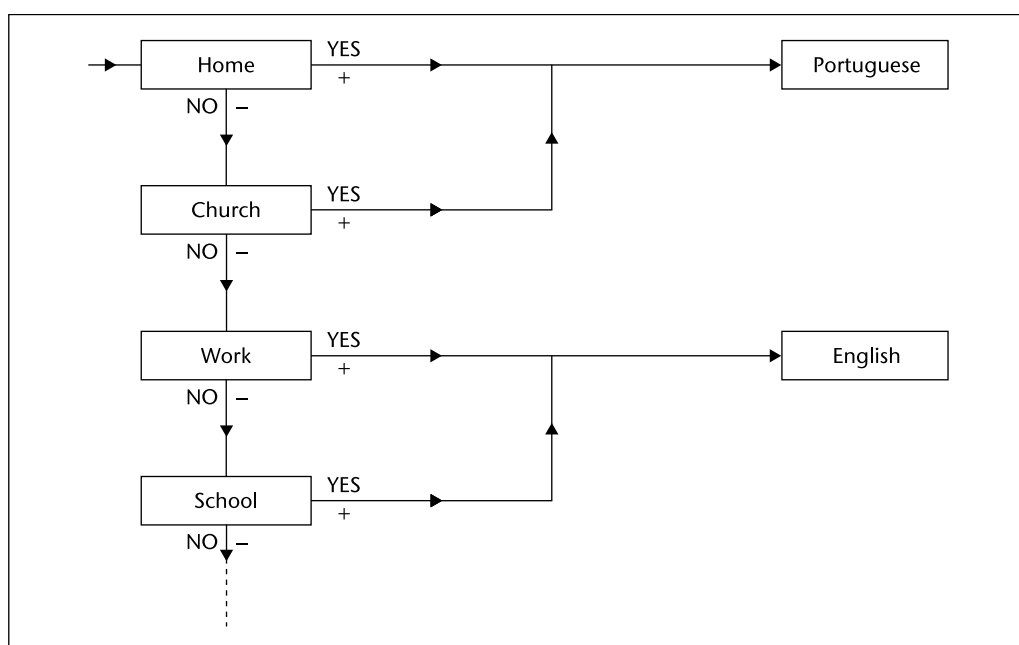 YES
Home
+
Portuguese
NO –
YES
Church
+
NO –
YES
Work
+
English
NO –
YES
School
+
NO –